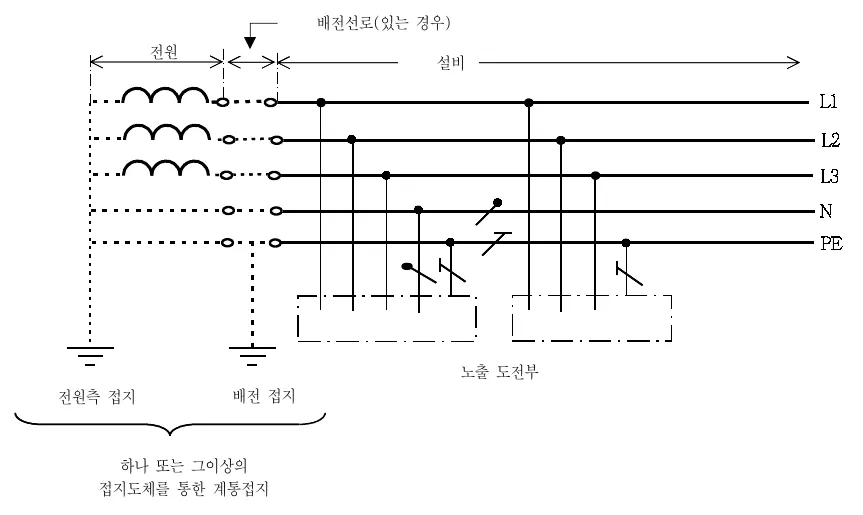 배전선로(있는 경우)
전원
설비
L1
L2
L3
N
PE
노출 도전부
전원측 접지
배전 접지
하나 또는 그이상의
접지도체를 통한 계통접지